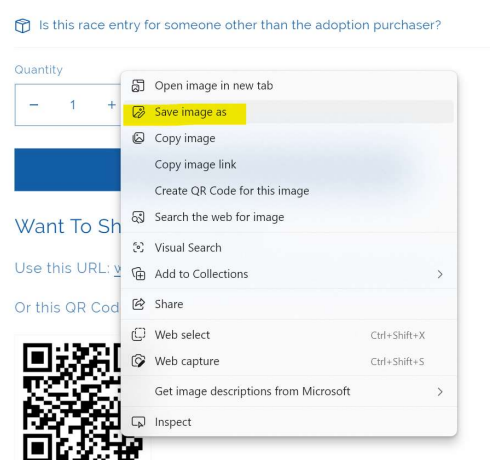 Is this race entry for someone other than the adoption purchaser?
Quantity
− 1 +
Open image in new tab
Save image as
Copy image
Copy image link
Create QR Code for this image
Search the web for image
Visual Search
Add to Collections
Share
Web select Ctrl+Shift+X
Web capture Ctrl+Shift+S
Get image descriptions from Microsoft
Inspect
Want To Sh
Use this URL: w
Or this QR Cod